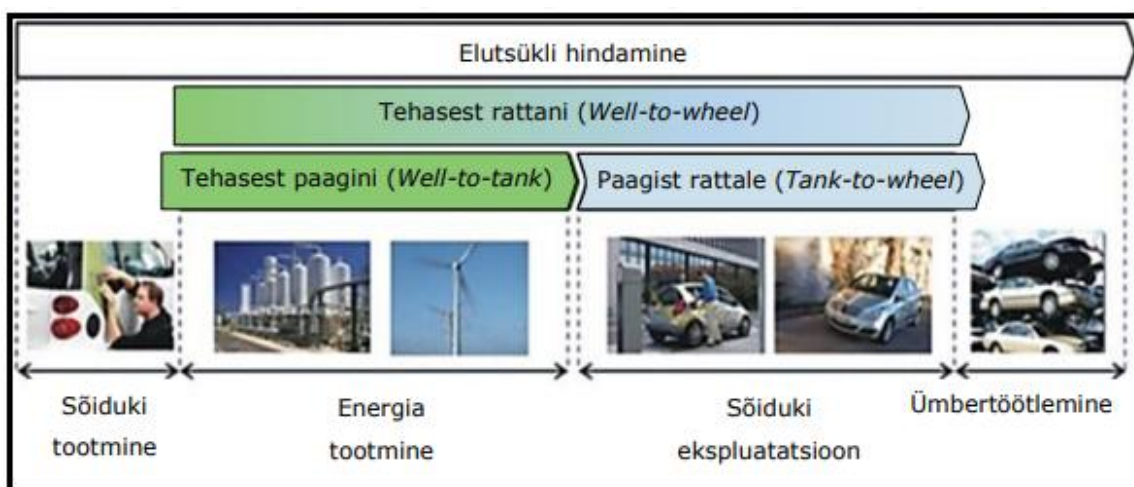 Elutsükli hindamine
Tehasest rattani (Well-to-wheel)
Tehasest paagini (Well-to-tank)
Paagist rattale (Tank-to-wheel)
Sõiduki
tootmine
Energia
tootmine
Sõiduki
ekspluatatsioon
Ümbertöötlemine